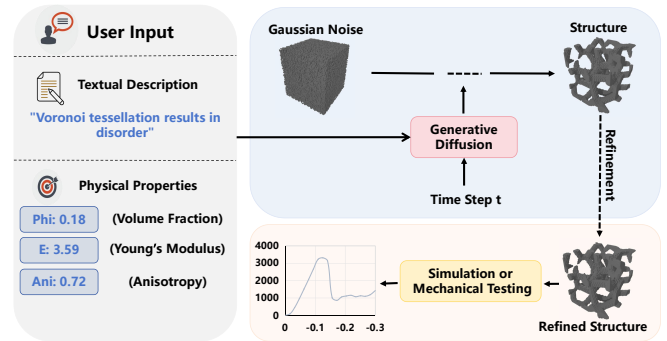 User Input
Textual Description
"Voronoi tessellation results in
disorder"
Physical Properties
Phi: 0.18 (Volume Fraction)
E: 3.59 (Young's Modulus)
Ani: 0.72 (Anisotropy)
Gaussian Noise
Structure
Generative
Diffusion
Time Step t
Refinement
4000
3000
2000
1000
0
0 -0.1 -0.2 -0.3
Simulation or
Mechanical Testing
Refined Structure